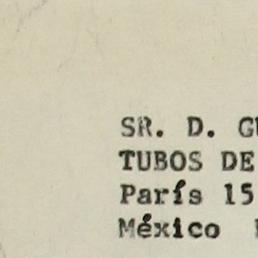 SR. D. G
TUBOS DE
París 15
México